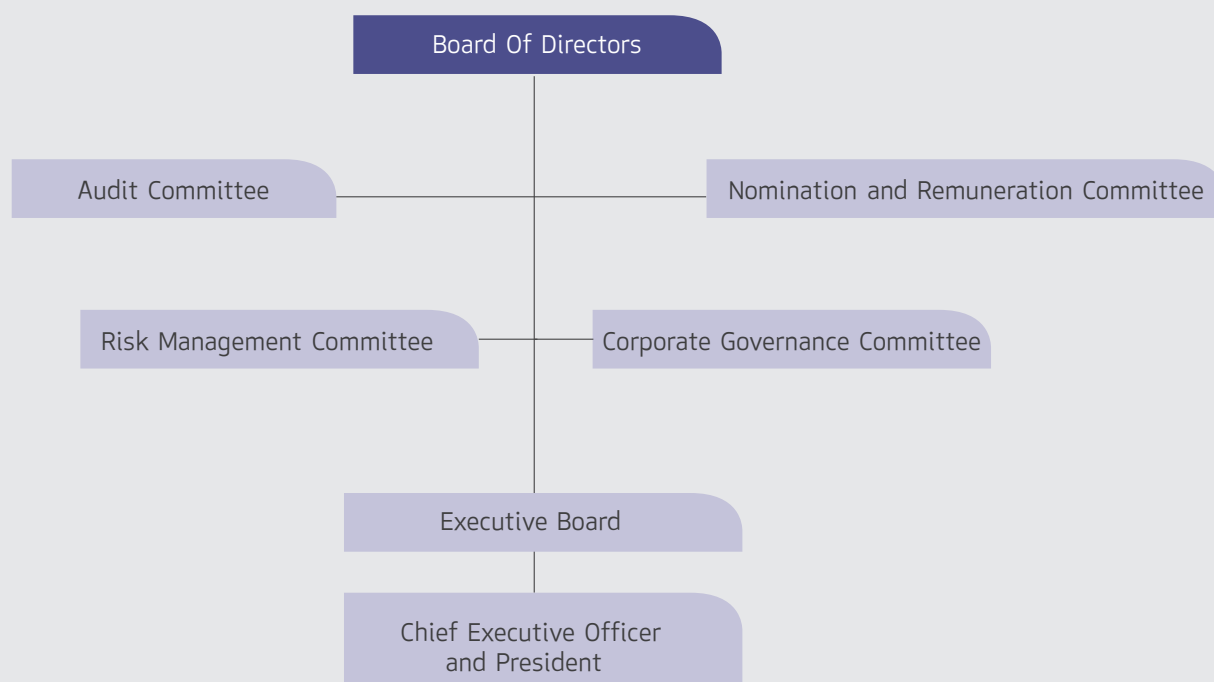 Board Of Directors
Audit Committee
Nomination and Remuneration Committee
Risk Management Committee
Corporate Governance Committee
Executive Board
Chief Executive Officer
and President